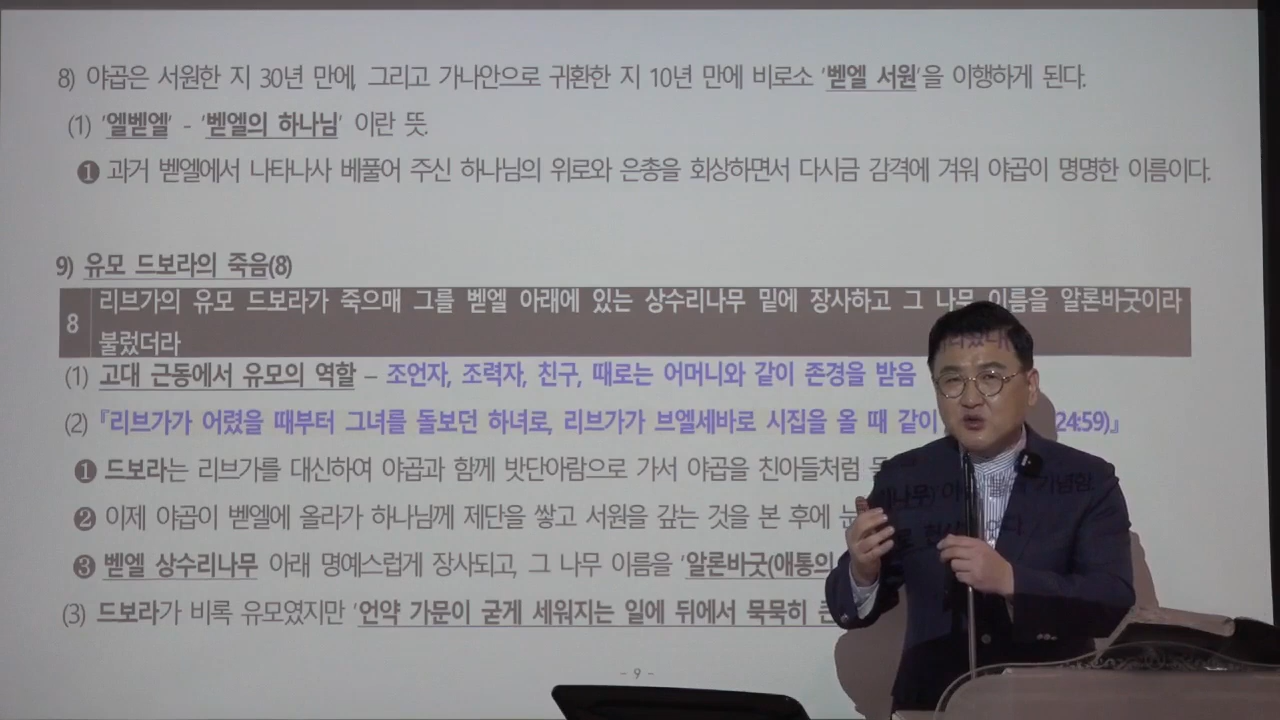 8) 야곱은 서원한 지 30년 만에, 그리고 가나안으로 귀환한 지 10년 만에 비로소 '벧엘 서원'을 이행하게 된다.
(1) '엘벧엘' - '벧엘의 하나님' 이란 뜻.
❶ 과거 벧엘에서 나타나사 베풀어 주신 하나님의 위로와 은총을 회상하면서 다시금 감격에 겨워 야곱이 명명한 이름이다.
9) 유모 드보라의 죽음(8)
8 리브가의 유모 드보라가 죽으매 그를 벧엘 아래에 있는 상수리나무 밑에 장사하고 그 나무 이름을 알론바굿이라
불렀더라
(1) 고대 근동에서 유모의 역할 – 조언자, 조력자, 친구, 때로는 어머니와 같이 존경을 받음
(2) 『리브가가 어렸을 때부터 그녀를 돌보던 하녀로, 리브가가 브엘세바로 시집을 올 때 같이 24:59)』
❶ 드보라는 리브가를 대신하여 야곱과 함께 밧단아람으로 가서 야곱을 친아들처럼
❷ 이제 야곱이 벧엘에 올라가 하나님께 제단을 쌓고 서원을 갚는 것을 본 후에
❸ 벧엘 상수리나무 아래 명예스럽게 장사되고, 그 나무 이름을 '알론바굿(애통의
(3) 드보라가 비록 유모였지만 '언약 가문이 굳게 세워지는 일에 뒤에서 묵묵히
- 9 -